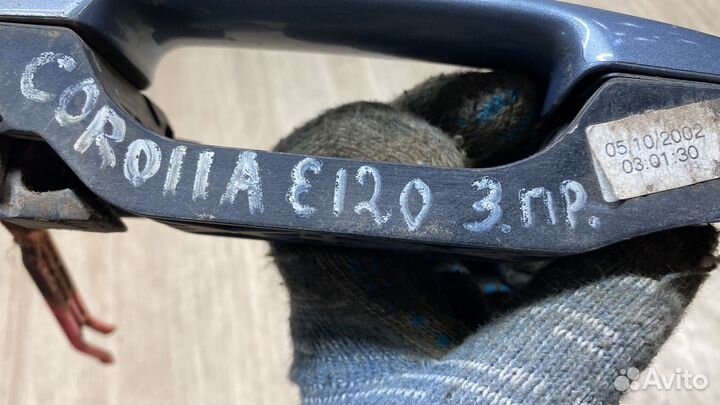 COROLLA E120 З.ПР.
05/10/2002
03:01:30
Avito